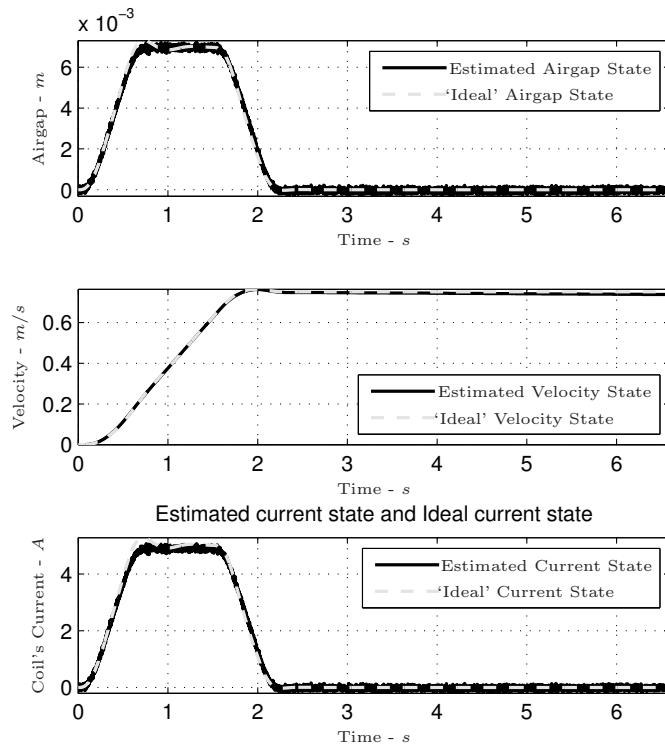 x 10⁻³
6
4
2
0
Airgap - m
Estimated Airgap State
'Ideal' Airgap State
0 1 2 3 4 5 6
Time - s
0.6
0.4
0.2
0
Velocity - m/s
Estimated Velocity State
'Ideal' Velocity State
0 1 2 3 4 5 6
Time - s
Estimated current state and Ideal current state
4
2
0
Coil's Current - A
Estimated Current State
'Ideal' Current State
0 1 2 3 4 5 6
Time - s